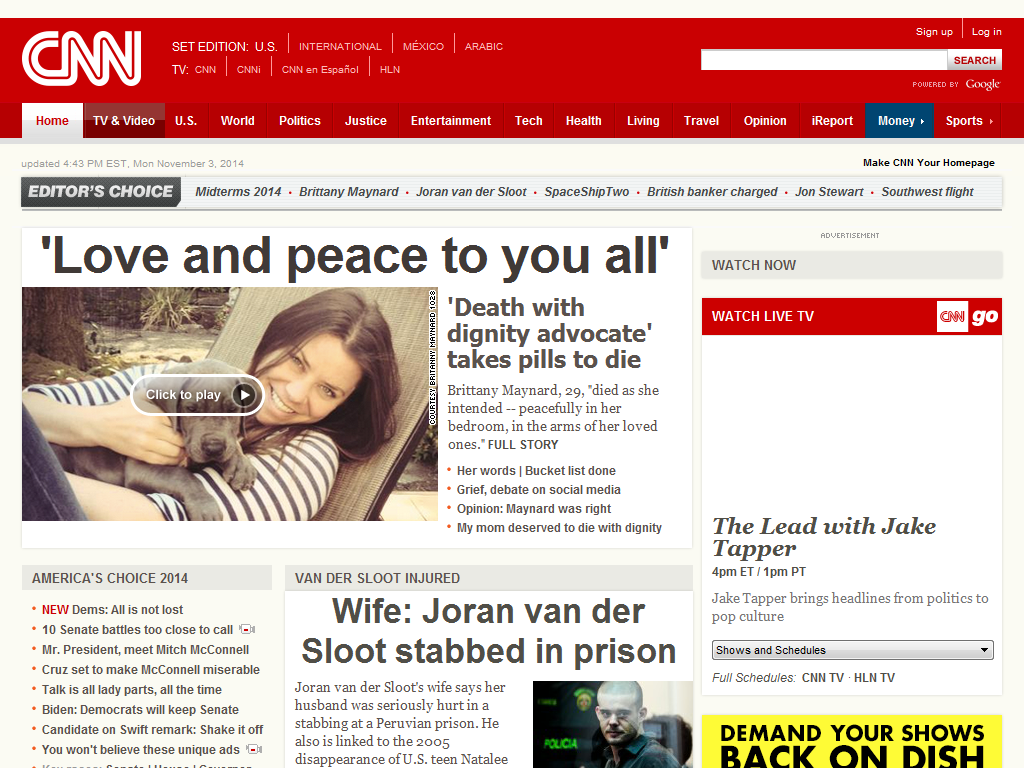 CNN
SET EDITION: U.S. INTERNATIONAL MÉXICO ARABIC
TV: CNN CNNi CNN en Español HLN
Sign up Log in
SEARCH
POWERED BY Google
Home TV & Video U.S. World Politics Justice Entertainment Tech Health Living Travel Opinion iReport Money Sports
updated 4:43 PM EST, Mon November 3, 2014
Make CNN Your Homepage
EDITOR'S CHOICE Midterms 2014 • Brittany Maynard • Joran van der Sloot • SpaceShipTwo • British banker charged • Jon Stewart • Southwest flight
'Love and peace to you all'
Click to play
COURTESY BRITANNY MAYNARD 1028
'Death with
dignity advocate'
takes pills to die
Brittany Maynard, 29, "died as she
intended -- peacefully in her
bedroom, in the arms of her loved
ones." FULL STORY
• Her words | Bucket list done
• Grief, debate on social media
• Opinion: Maynard was right
• My mom deserved to die with dignity
AMERICA'S CHOICE 2014
• NEW Dems: All is not lost
• 10 Senate battles too close to call
• Mr. President, meet Mitch McConnell
• Cruz set to make McConnell miserable
• Talk is all lady parts, all the time
• Biden: Democrats will keep Senate
• Candidate on Swift remark: Shake it off
• You won't believe these unique ads
VAN DER SLOOT INJURED
Wife: Joran van der
Sloot stabbed in prison
Joran van der Sloot's wife says her
husband was seriously hurt in a
stabbing at a Peruvian prison. He
also is linked to the 2005
disappearance of U.S. teen Natalee
POLICIA
ADVERTISEMENT
WATCH NOW
WATCH LIVE TV CNN go
The Lead with Jake
Tapper
4pm ET / 1pm PT
Jake Tapper brings headlines from politics to
pop culture
Shows and Schedules
Full Schedules: CNN TV · HLN TV
DEMAND YOUR SHOWS
BACK ON DISH